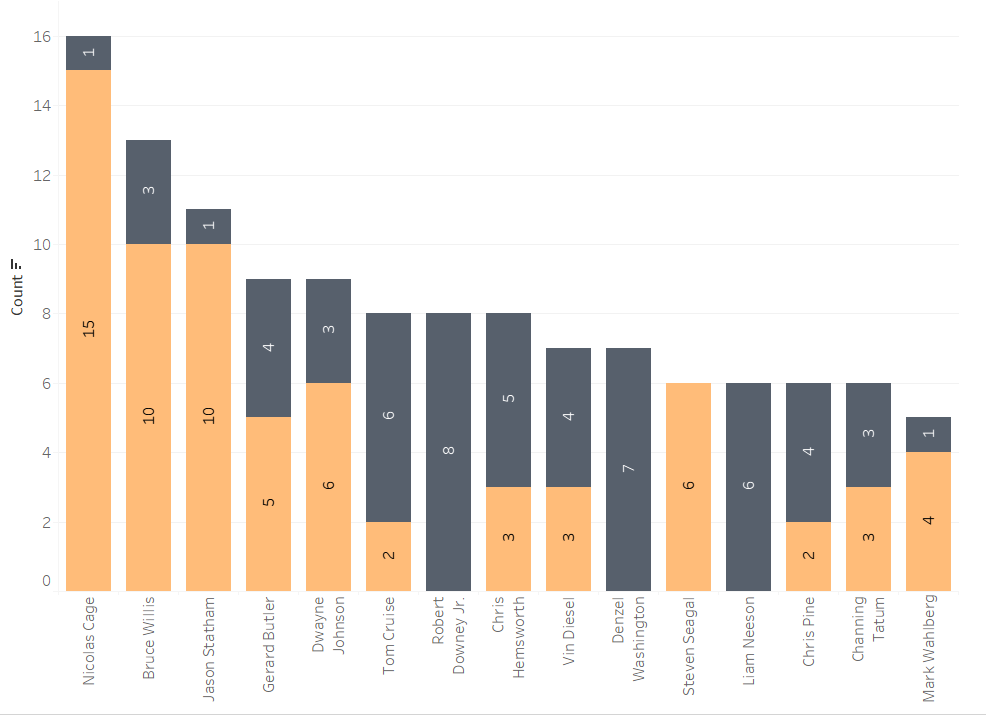 Count
16
14
12
10
8
6
4
2
0
1
15
3
10
1
10
4
5
3
6
6
2
8
5
3
4
3
7
6
6
4
2
3
3
1
4
Nicolas Cage
Bruce Willis
Jason Statham
Gerard Butler
Dwayne
Johnson
Tom Cruise
Robert
Downey Jr.
Chris
Hemsworth
Vin Diesel
Denzel
Washington
Steven Seagal
Liam Neeson
Chris Pine
Channing
Tatum
Mark Wahlberg